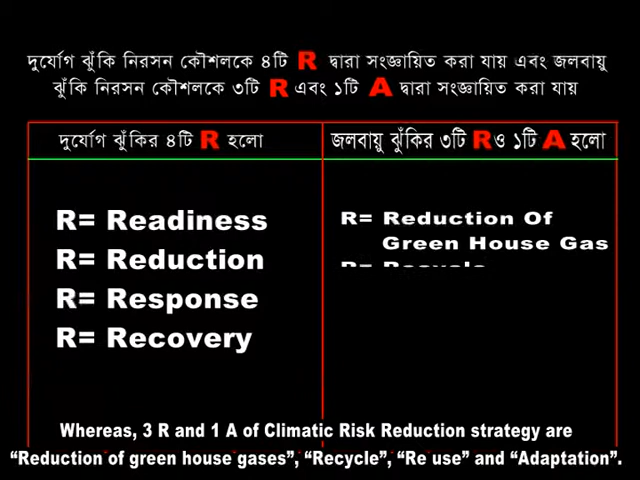 দুর্যোগ ঝুঁকি নিরসন কৌশলকে ৪টি R দ্বারা সংজ্ঞায়িত করা যায় এবং জলবায়ু
ঝুঁকি নিরসন কৌশলকে ৩টি R এবং ১টি A দ্বারা সংজ্ঞায়িত করা যায়
দুর্যোগ ঝুঁকির ৪টি R হলো
R= Readiness
R= Reduction
R= Response
R= Recovery
জলবায়ু ঝুঁকির ৩টি R ও ১টি A হলো
R= Reduction Of
Green House Gas
R= Recycle
Whereas, 3 R and 1 A of Climatic Risk Reduction strategy are
“Reduction of green house gases”, “Recycle”, “Re use” and “Adaptation”.